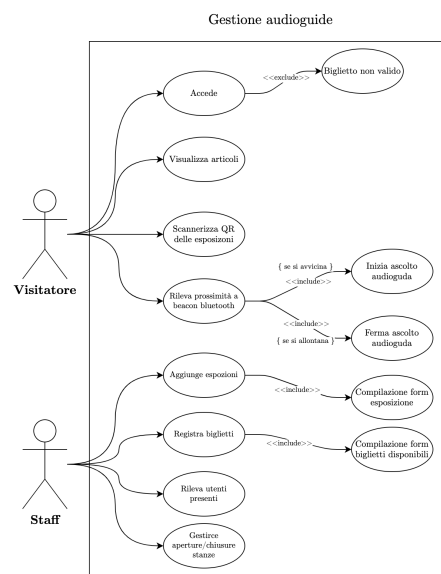 Gestione audioguide
Biglietto non valido
<<exclude>>
Accede
Visualizza articoli
Scannerizza QR
delle esposizoni
Visitatore
{ se si avvicina }
<<include>>
Inizia ascolto
audioguda
Rileva prossimità a
beacon bluetooth
<<include>>
{ se si allontana }
Ferma ascolto
audioguda
Aggiunge espozioni
<<include>>
Compilazione form
esposizione
Registra biglietti
<<include>>
Compilazione form
biglietti disponibili
Rileva utenti
presenti
Staff
Gestirce
aperture/chiusure
stanze